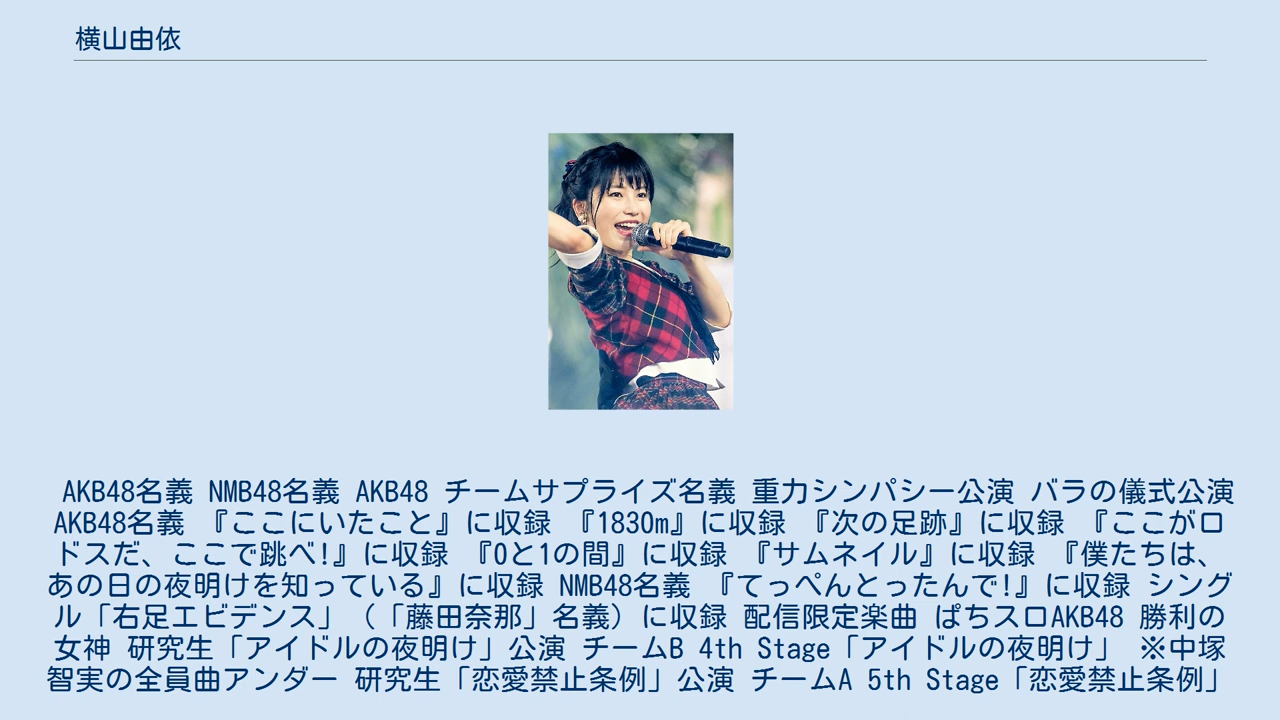 横山由依
AKB48名義 NMB48名義 AKB48 チームサプライズ名義 重力シンパシー公演 バラの儀式公演
AKB48名義 『ここにいたこと』に収録 『1830m』に収録 『次の足跡』に収録 『ここがロ
ドスだ、ここで跳べ!』に収録 『0と1の間』に収録 『サムネイル』に収録 『僕たちは、
あの日の夜明けを知っている』に収録 NMB48名義 『てっぺんとったんで!』に収録 シング
ル「右足エビデンス」（「藤田奈那」名義）に収録 配信限定楽曲 ぱちスロAKB48 勝利の
女神 研究生「アイドルの夜明け」公演 チームB 4th Stage「アイドルの夜明け」 ※中塚
智実の全員曲アンダー 研究生「恋愛禁止条例」公演 チームA 5th Stage「恋愛禁止条例」